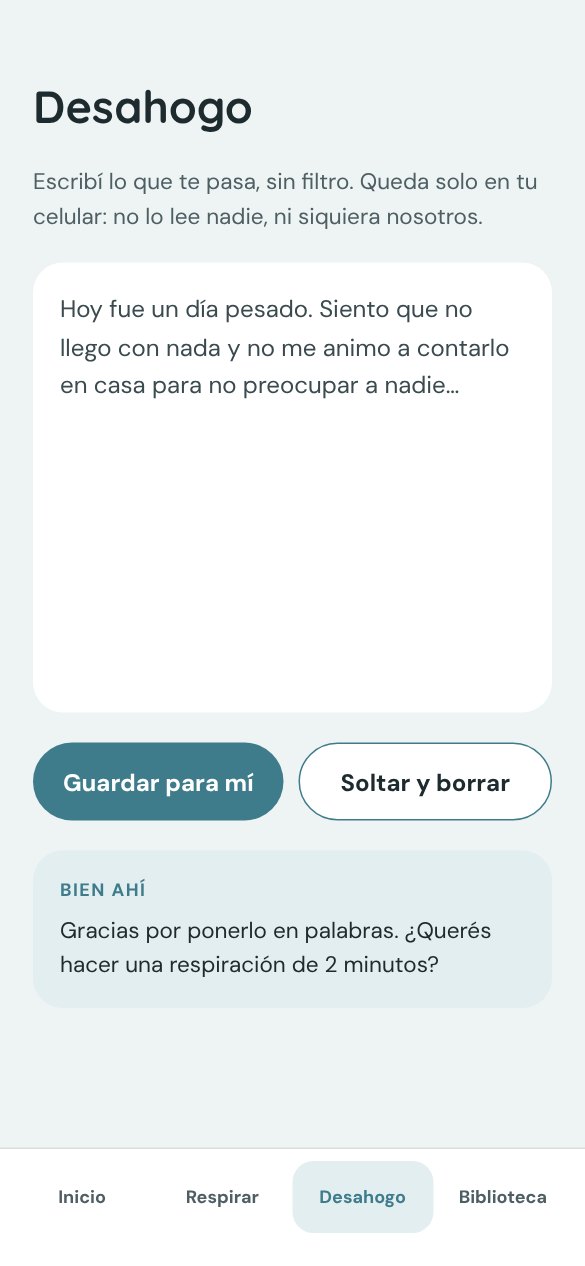 Desahogo
Escribí lo que te pasa, sin filtro. Queda solo en tu
celular: no lo lee nadie, ni siquiera nosotros.
Hoy fue un día pesado. Siento que no
llego con nada y no me animo a contarlo
en casa para no preocupar a nadie…
Guardar para mí
Soltar y borrar
BIEN AHÍ
Gracias por ponerlo en palabras. ¿Querés
hacer una respiración de 2 minutos?
Inicio
Respirar
Desahogo
Biblioteca